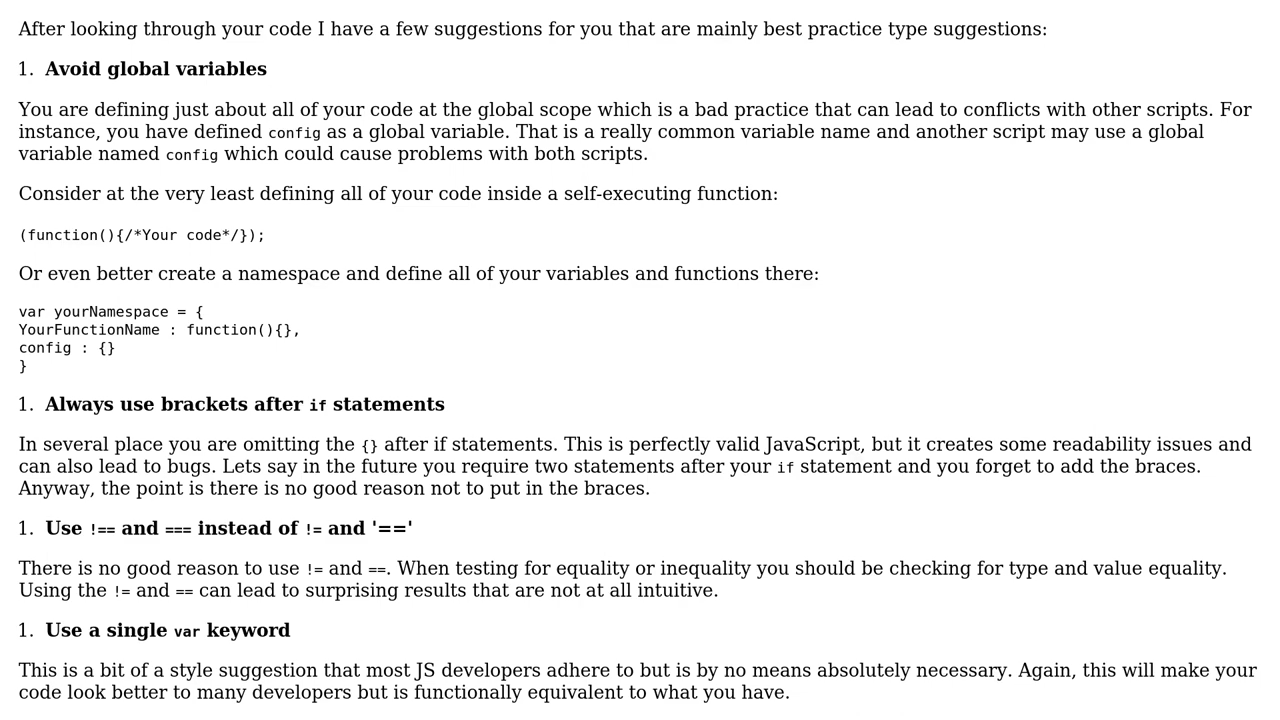 After looking through your code I have a few suggestions for you that are mainly best practice type suggestions:
1. Avoid global variables
You are defining just about all of your code at the global scope which is a bad practice that can lead to conflicts with other scripts. For
instance, you have defined config as a global variable. That is a really common variable name and another script may use a global
variable named config which could cause problems with both scripts.
Consider at the very least defining all of your code inside a self-executing function:
(function(){/*Your code*/});
Or even better create a namespace and define all of your variables and functions there:
var yourNamespace = {
YourFunctionName : function(){},
config : {}
}
1. Always use brackets after if statements
In several place you are omitting the {} after if statements. This is perfectly valid JavaScript, but it creates some readability issues and
can also lead to bugs. Lets say in the future you require two statements after your if statement and you forget to add the braces.
Anyway, the point is there is no good reason not to put in the braces.
1. Use !== and === instead of != and '=='
There is no good reason to use != and ==. When testing for equality or inequality you should be checking for type and value equality.
Using the != and == can lead to surprising results that are not at all intuitive.
1. Use a single var keyword
This is a bit of a style suggestion that most JS developers adhere to but is by no means absolutely necessary. Again, this will make your
code look better to many developers but is functionally equivalent to what you have.